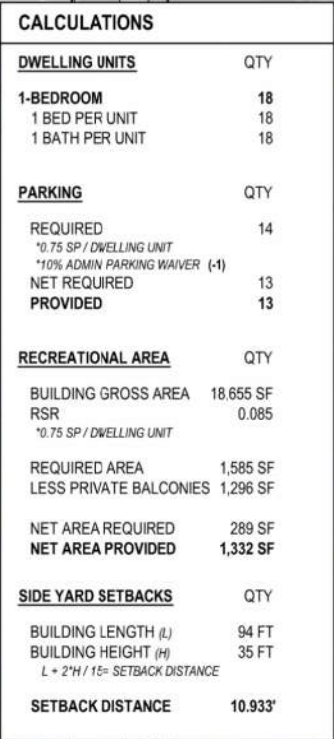 CALCULATIONS
DWELLING UNITS QTY
1-BEDROOM 18
1 BED PER UNIT 18
1 BATH PER UNIT 18
PARKING QTY
REQUIRED 14
*0.75 SP / DWELLING UNIT
*10% ADMIN PARKING WAIVER (-1)
NET REQUIRED 13
PROVIDED 13
RECREATIONAL AREA QTY
BUILDING GROSS AREA 18,655 SF
RSR 0.085
*0.75 SP / DWELLING UNIT
REQUIRED AREA 1,585 SF
LESS PRIVATE BALCONIES 1,296 SF
NET AREA REQUIRED 289 SF
NET AREA PROVIDED 1,332 SF
SIDE YARD SETBACKS QTY
BUILDING LENGTH (L) 94 FT
BUILDING HEIGHT (H) 35 FT
L + 2*H / 15= SETBACK DISTANCE
SETBACK DISTANCE 10.933'